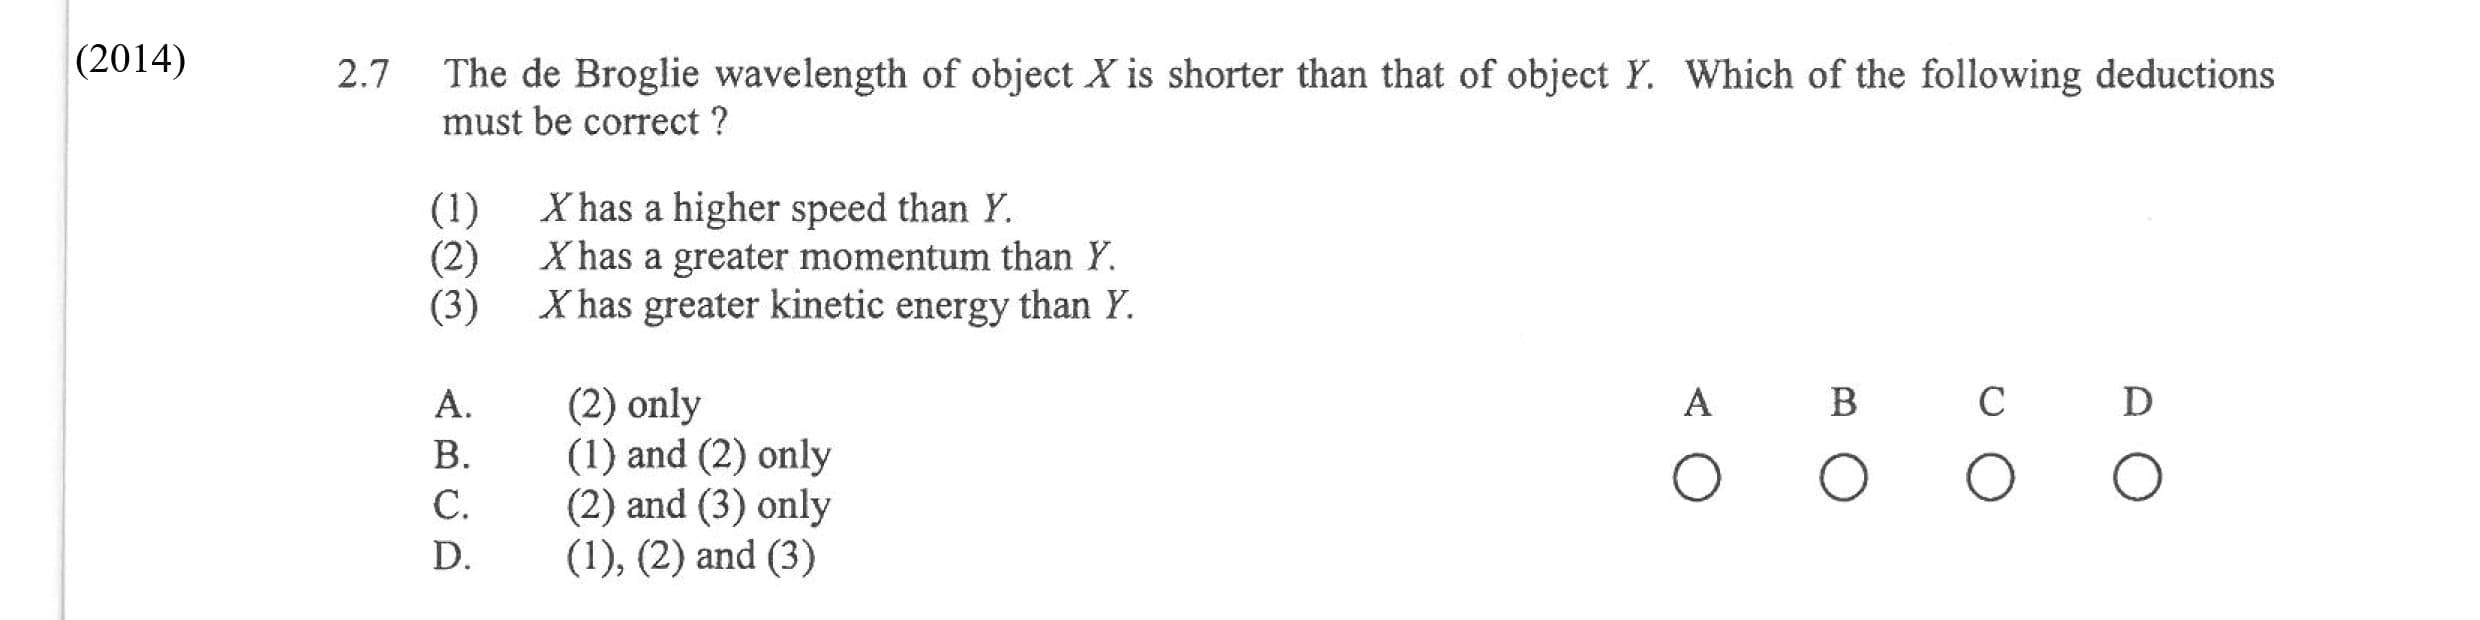 (2014)
2.7 The de Broglie wavelength of object X is shorter than that of object Y. Which of the following deductions
must be correct ?
(1) X has a higher speed than Y.
(2) X has a greater momentum than Y.
(3) X has greater kinetic energy than Y.
A. (2) only
B. (1) and (2) only
C. (2) and (3) only
D. (1), (2) and (3)
A B C D